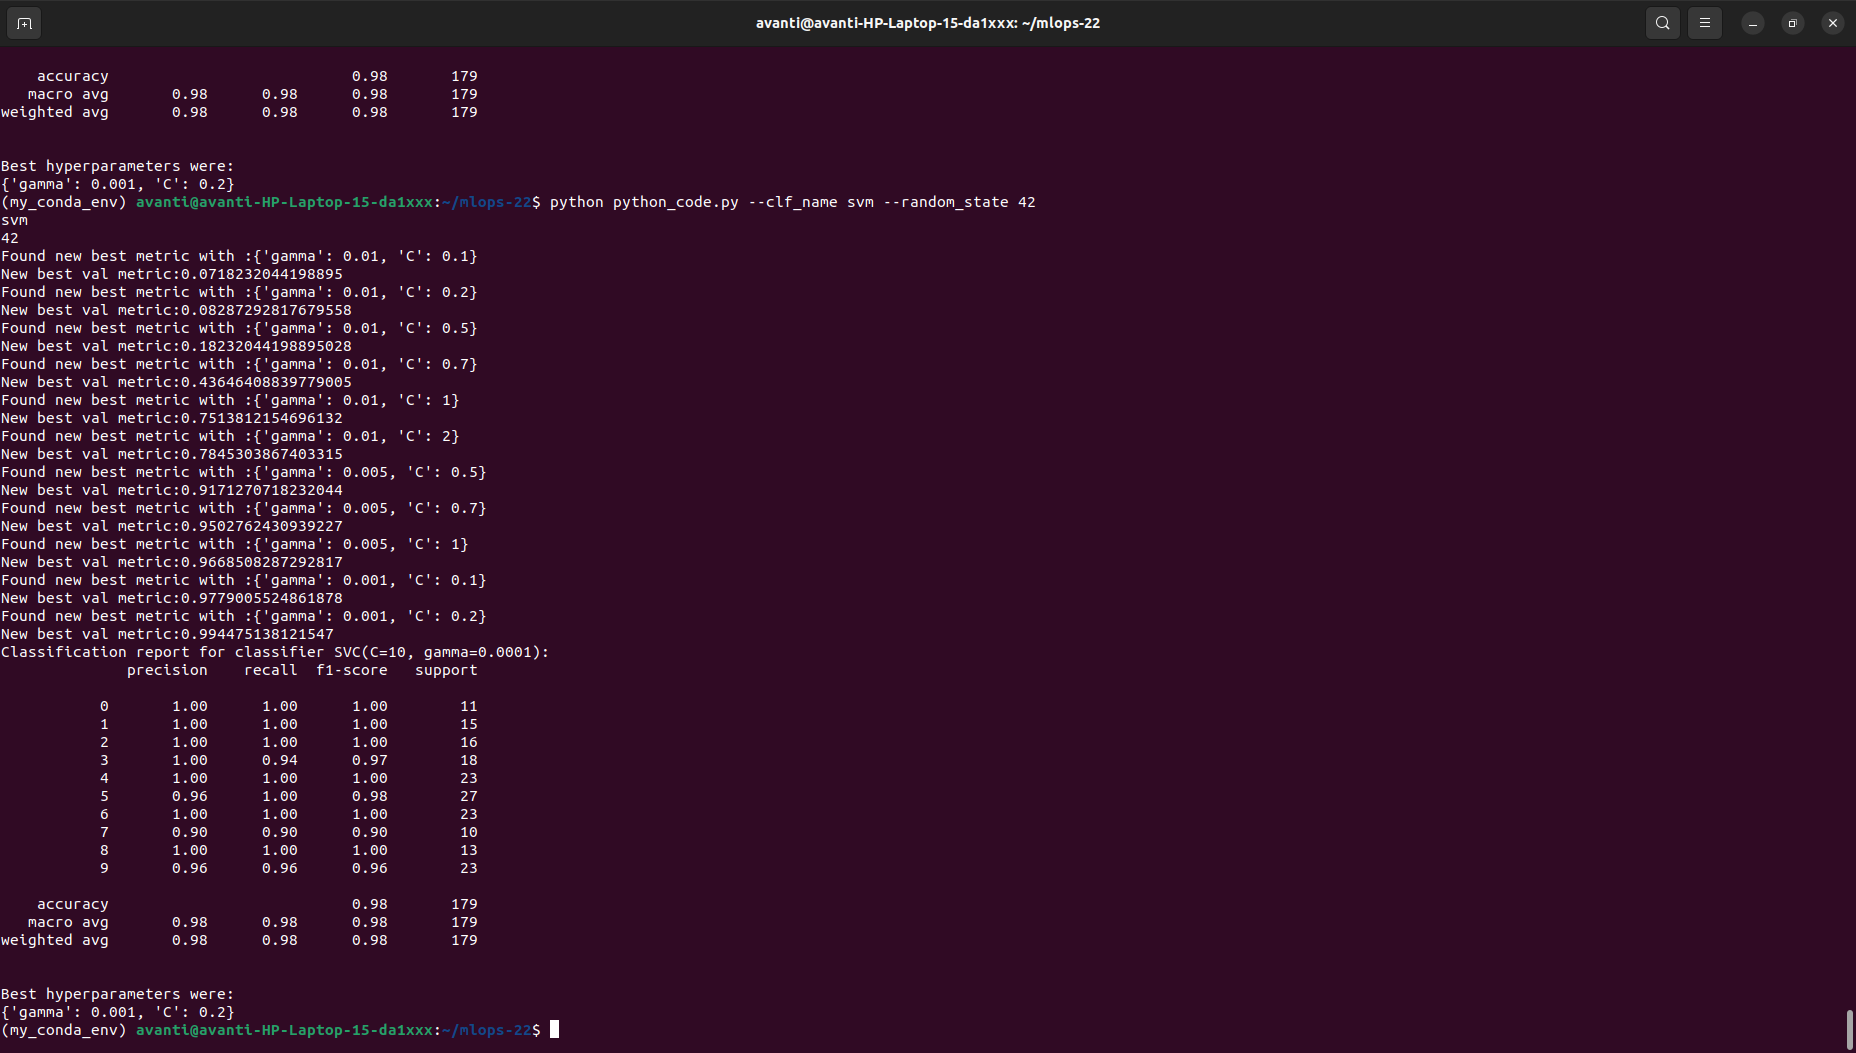 avanti@avanti-HP-Laptop-15-da1xxx: ~/mlops-22
accuracy 0.98 179
macro avg 0.98 0.98 0.98 179
weighted avg 0.98 0.98 0.98 179
Best hyperparameters were:
{'gamma': 0.001, 'C': 0.2}
(my_conda_env) avanti@avanti-HP-Laptop-15-da1xxx:~/mlops-22$ python python_code.py --clf_name svm --random_state 42
svm
42
Found new best metric with :{'gamma': 0.01, 'C': 0.1}
New best val metric:0.0718232044198895
Found new best metric with :{'gamma': 0.01, 'C': 0.2}
New best val metric:0.08287292817679558
Found new best metric with :{'gamma': 0.01, 'C': 0.5}
New best val metric:0.18232044198895028
Found new best metric with :{'gamma': 0.01, 'C': 0.7}
New best val metric:0.43646408839779005
Found new best metric with :{'gamma': 0.01, 'C': 1}
New best val metric:0.7513812154696132
Found new best metric with :{'gamma': 0.01, 'C': 2}
New best val metric:0.7845303867403315
Found new best metric with :{'gamma': 0.005, 'C': 0.5}
New best val metric:0.9171270718232044
Found new best metric with :{'gamma': 0.005, 'C': 0.7}
New best val metric:0.9502762430939227
Found new best metric with :{'gamma': 0.005, 'C': 1}
New best val metric:0.9668508287292817
Found new best metric with :{'gamma': 0.001, 'C': 0.1}
New best val metric:0.9779005524861878
Found new best metric with :{'gamma': 0.001, 'C': 0.2}
New best val metric:0.994475138121547
Classification report for classifier SVC(C=10, gamma=0.0001):
precision recall f1-score support
0 1.00 1.00 1.00 11
1 1.00 1.00 1.00 15
2 1.00 1.00 1.00 16
3 1.00 0.94 0.97 18
4 1.00 1.00 1.00 23
5 0.96 1.00 0.98 27
6 1.00 1.00 1.00 23
7 0.90 0.90 0.90 10
8 1.00 1.00 1.00 13
9 0.96 0.96 0.96 23
accuracy 0.98 179
macro avg 0.98 0.98 0.98 179
weighted avg 0.98 0.98 0.98 179
Best hyperparameters were:
{'gamma': 0.001, 'C': 0.2}
(my_conda_env) avanti@avanti-HP-Laptop-15-da1xxx:~/mlops-22$